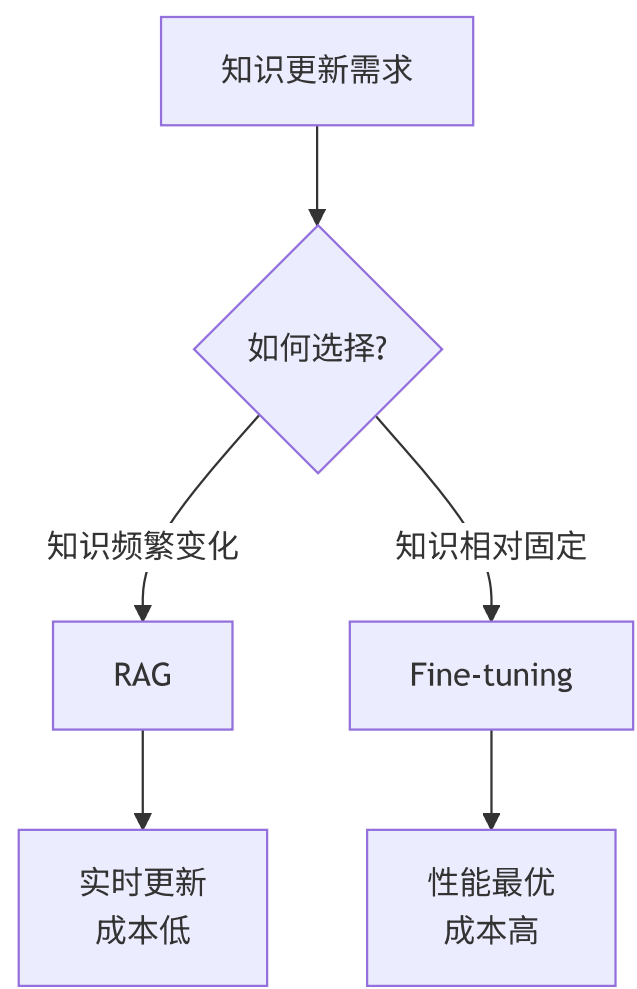 知识更新需求
如何选择?
知识频繁变化
知识相对固定
RAG
Fine-tuning
实时更新
成本低
性能最优
成本高